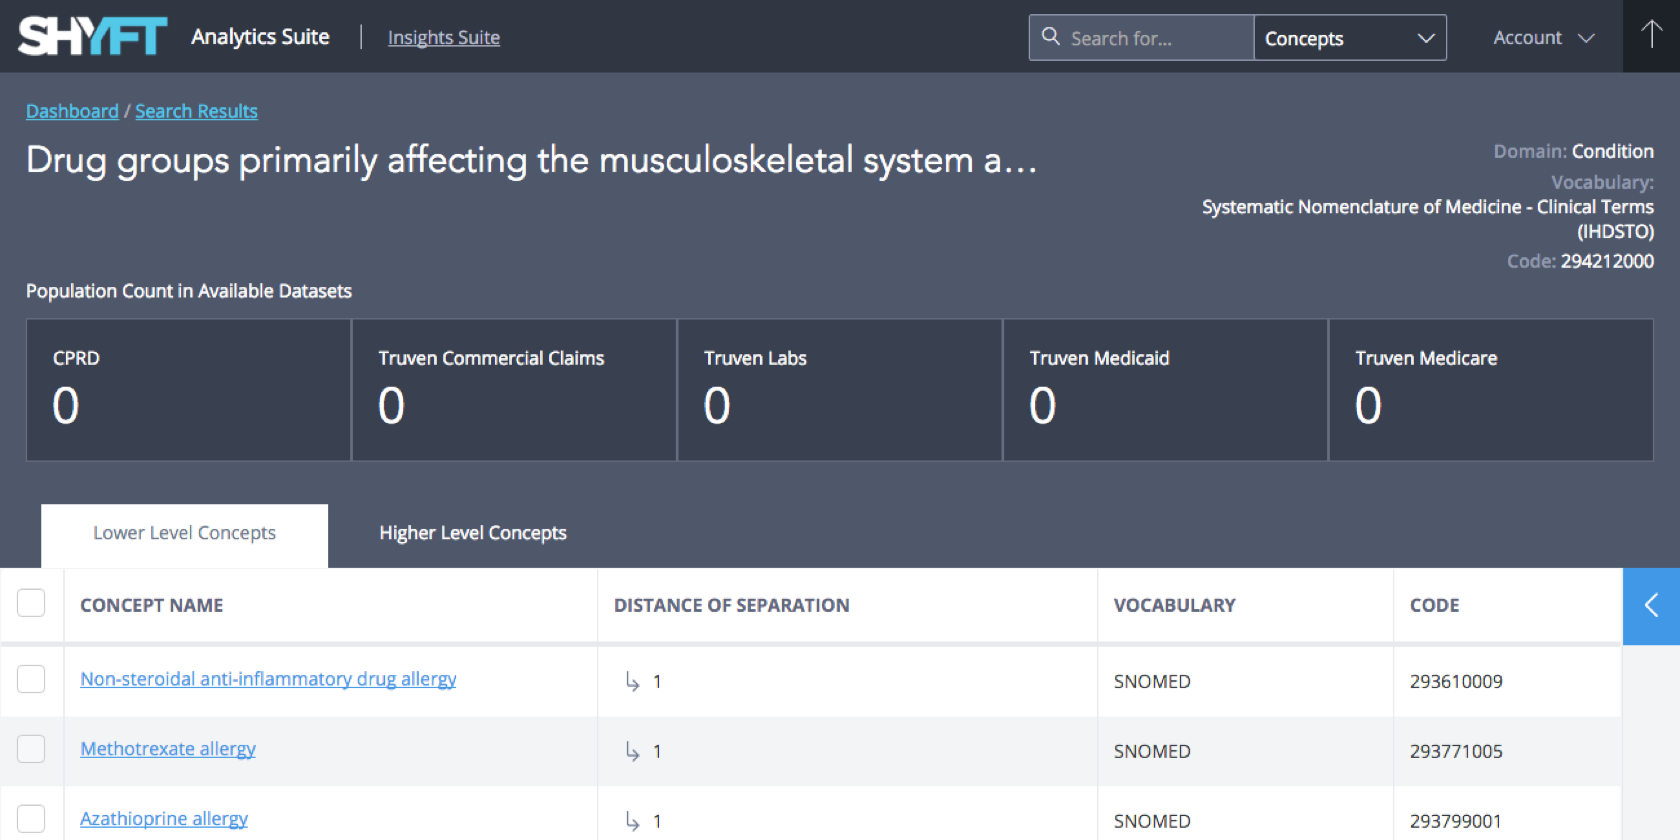 SHYFT Analytics Suite | Insights Suite Search for... Concepts Account
Dashboard / Search Results
Drug groups primarily affecting the musculoskeletal system a...
Domain: Condition
Vocabulary:
Systematic Nomenclature of Medicine - Clinical Terms
(IHDSTO)
Code: 294212000
Population Count in Available Datasets
CPRD
0
Truven Commercial Claims
0
Truven Labs
0
Truven Medicaid
0
Truven Medicare
0
Lower Level Concepts Higher Level Concepts
CONCEPT NAME DISTANCE OF SEPARATION VOCABULARY CODE
Non-steroidal anti-inflammatory drug allergy 1 SNOMED 293610009
Methotrexate allergy 1 SNOMED 293771005
Azathioprine allergy 1 SNOMED 293799001